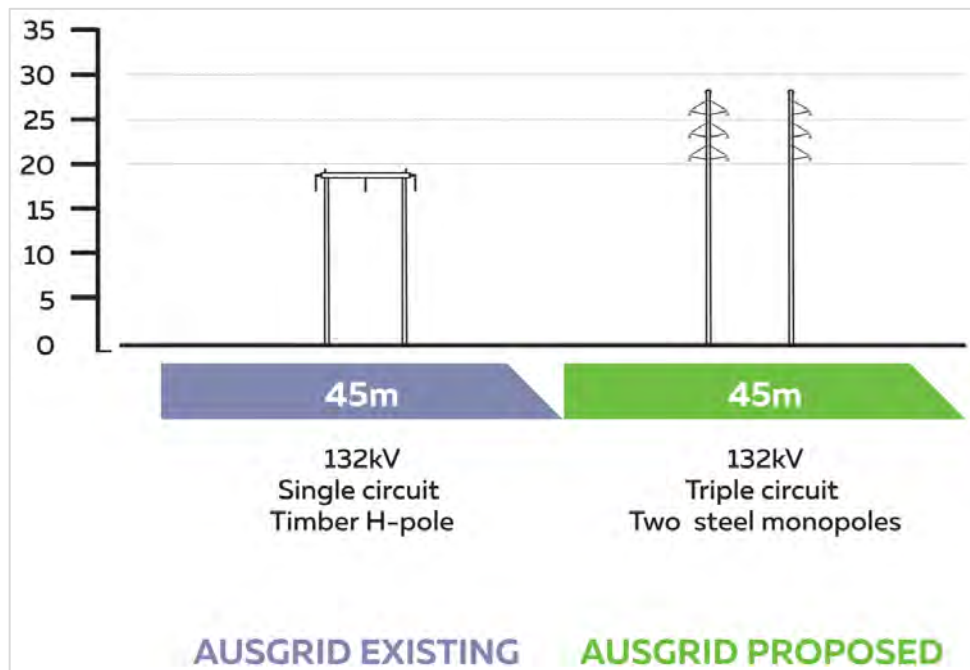 35
30
25
20
15
10
5
0
45m
45m
132kV
Single circuit
Timber H-pole
132kV
Triple circuit
Two steel monopoles
AUSGRID EXISTING
AUSGRID PROPOSED